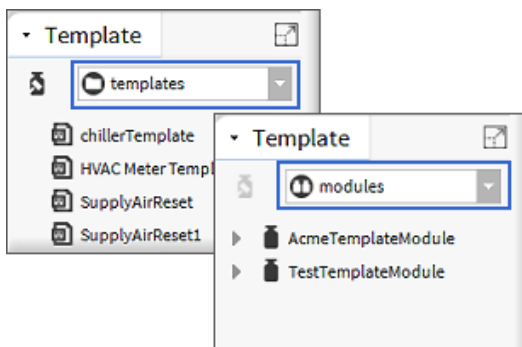 Template
templates
chillerTemplate
HVAC Meter Templ
SupplyAirReset
SupplyAirReset1
Template
modules
AcmeTemplateModule
TestTemplateModule